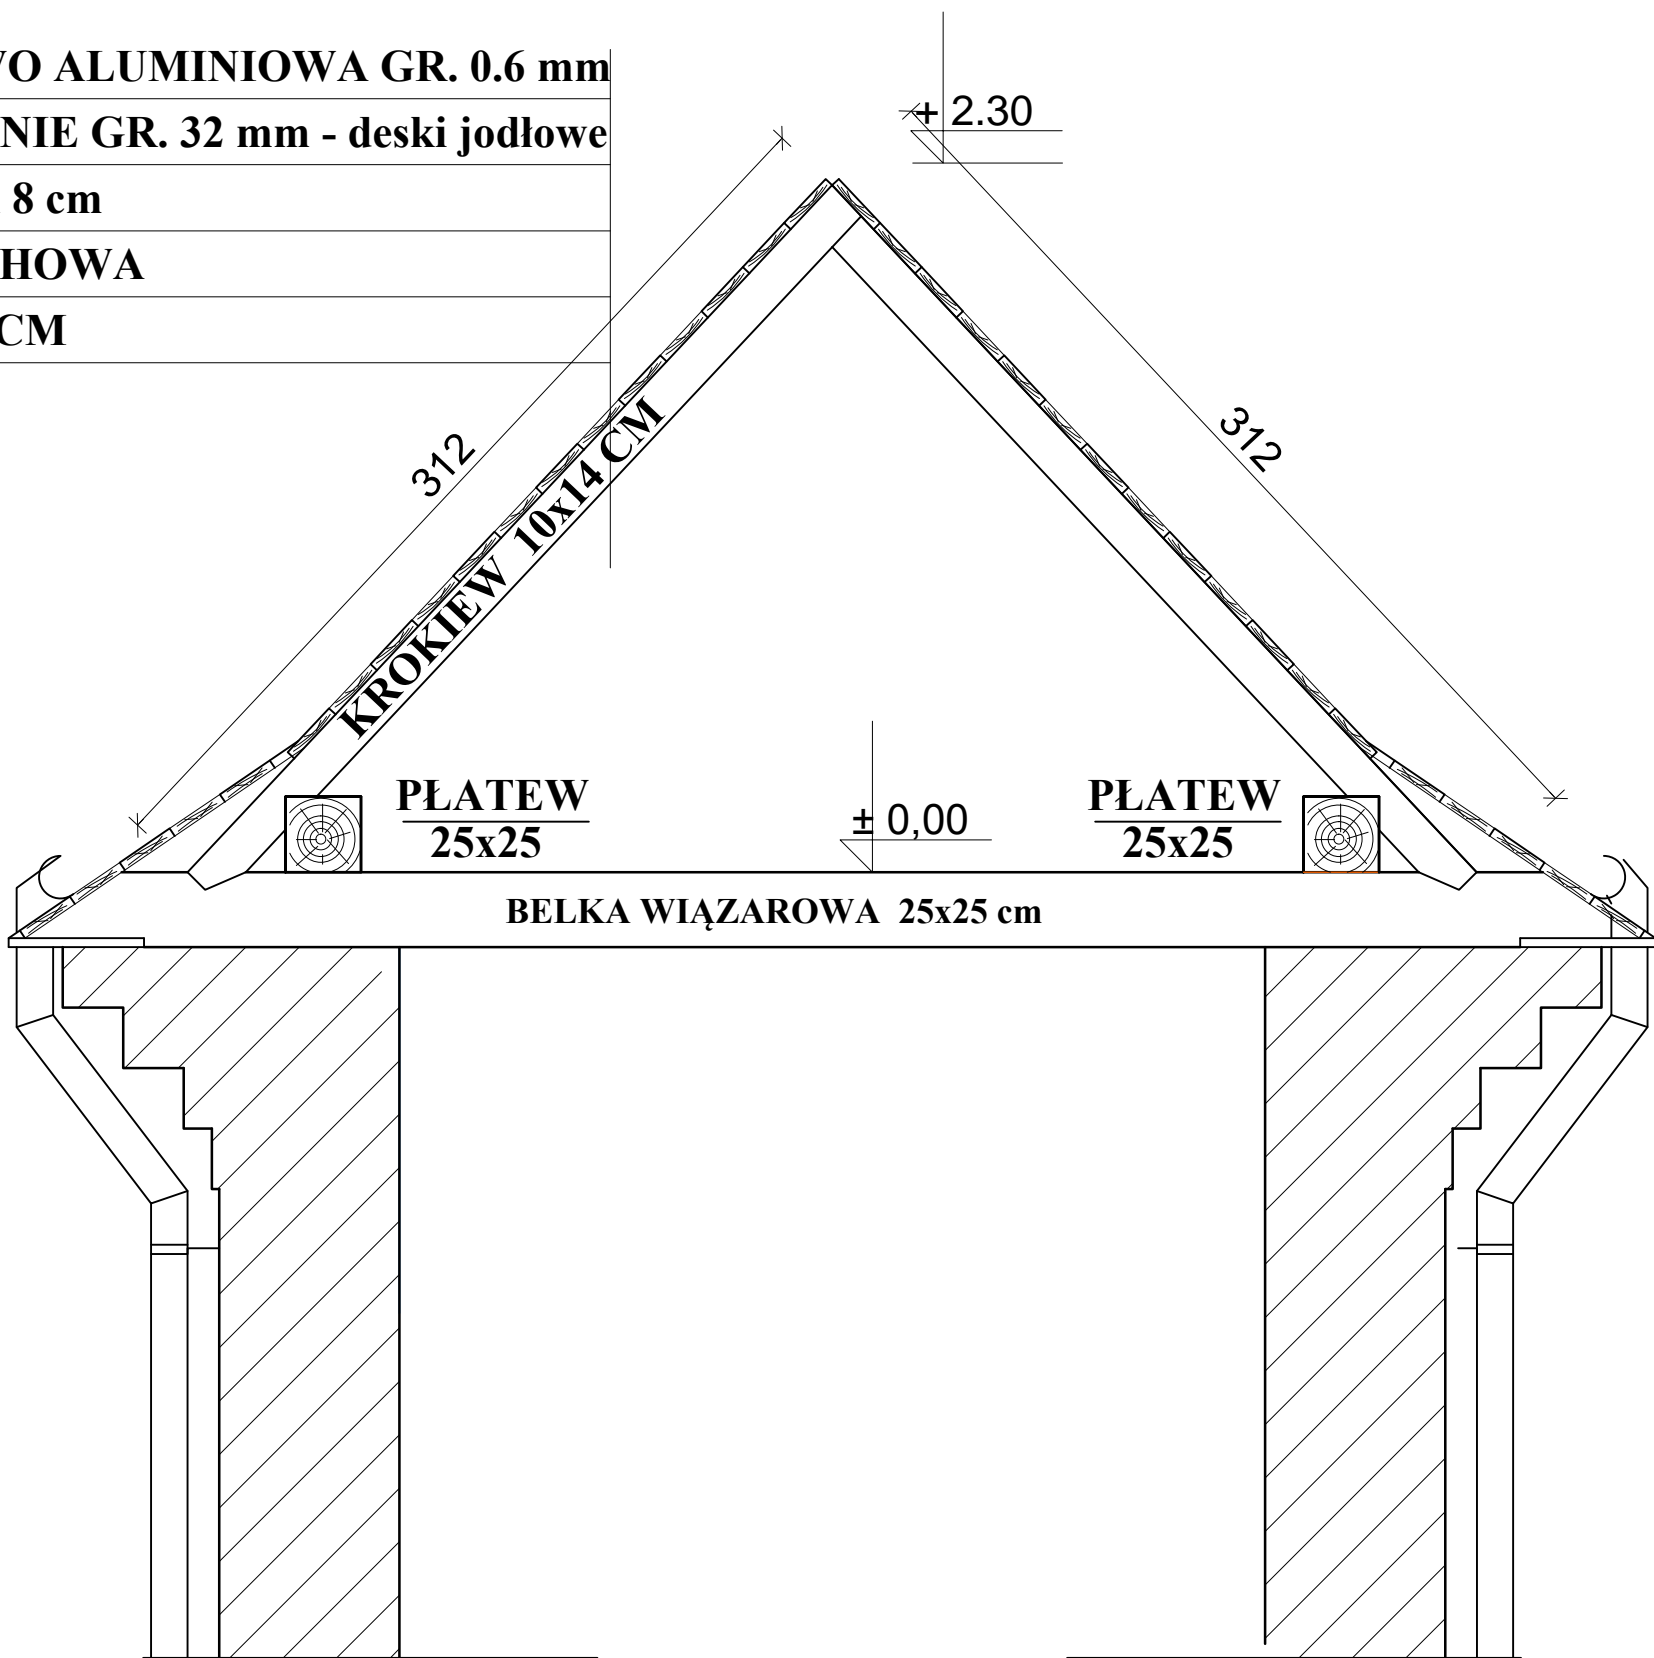 O ALUMINIOWA GR. 0.6 mm
NIE GR. 32 mm - deski jodłowe
8 cm
HOWA
CM
+ 2.30
312
312
KROKIEW 10x14 CM
PŁATEW
25x25
± 0,00
PŁATEW
25x25
BELKA WIĄZAROWA 25x25 cm